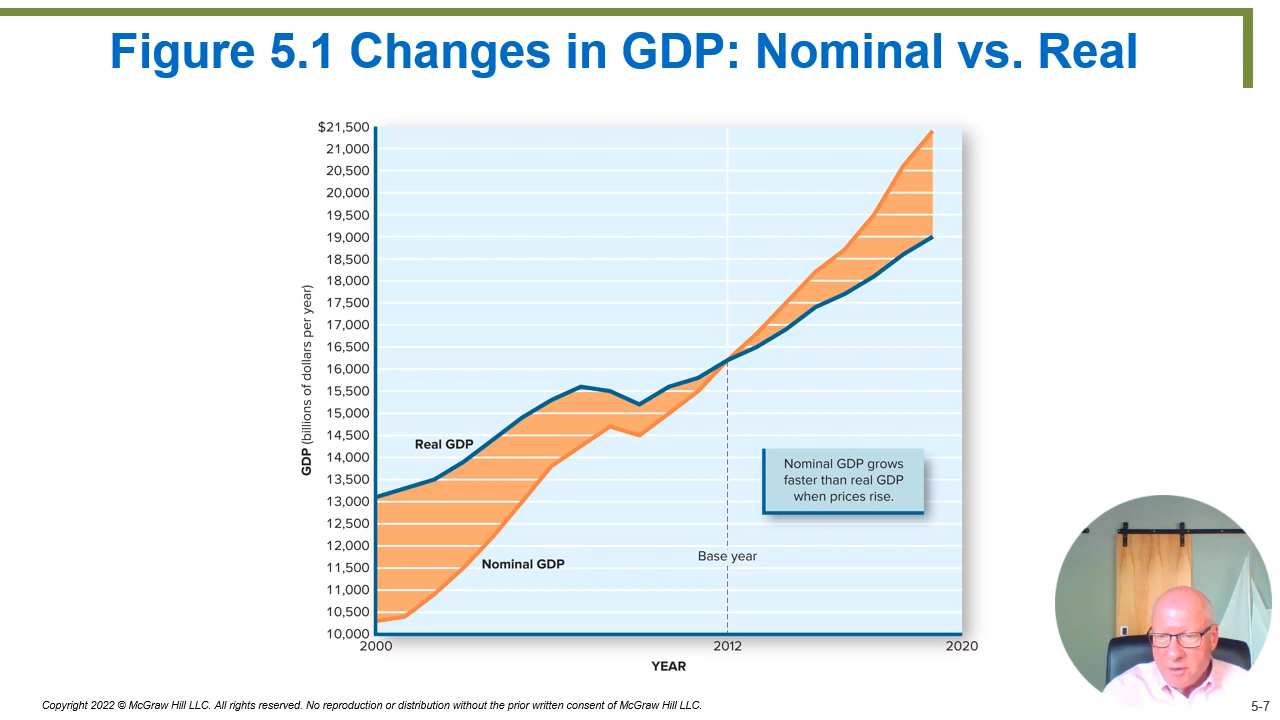 Figure 5.1 Changes in GDP: Nominal vs. Real
$21,500
21,000
20,500
20,000
19,500
19,000
18,500
18,000
17,500
17,000
16,500
16,000
15,500
15,000
14,500
14,000
13,500
13,000
12,500
12,000
11,500
11,000
10,500
10,000
GDP (billions of dollars per year)
Real GDP
Nominal GDP
Nominal GDP grows
faster than real GDP
when prices rise.
Base year
2000 2012 2020
YEAR
Copyright 2022 © McGraw Hill LLC. All rights reserved. No reproduction or distribution without the prior written consent of McGraw Hill LLC.
5-7